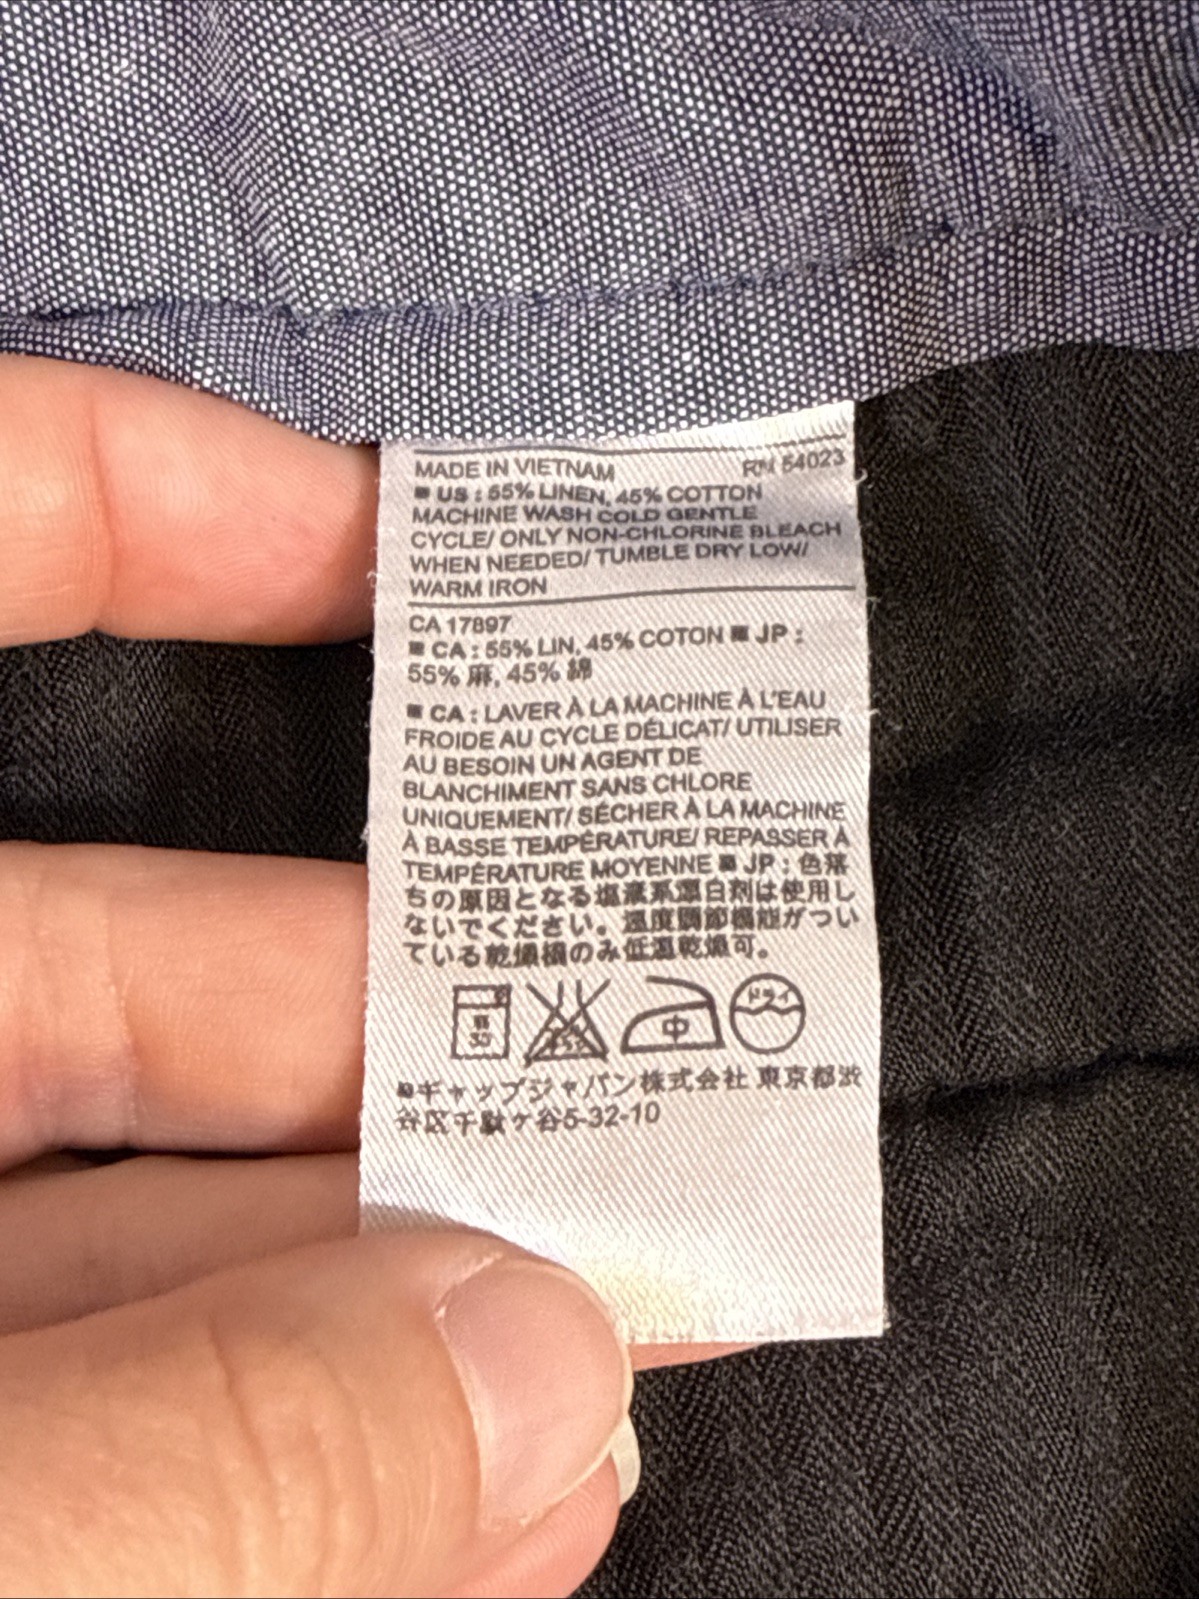 MADE IN VIETNAM RN 54023
■ US : 55% LINEN, 45% COTTON
MACHINE WASH COLD GENTLE
CYCLE/ ONLY NON-CHLORINE BLEACH
WHEN NEEDED/ TUMBLE DRY LOW/
WARM IRON
CA 17897
■ CA : 55% LIN, 45% COTON ■ JP :
55% 麻, 45% 綿
■ CA : LAVER À LA MACHINE À L'EAU
FROIDE AU CYCLE DÉLICAT/ UTILISER
AU BESOIN UN AGENT DE
BLANCHIMENT SANS CHLORE
UNIQUEMENT/ SÉCHER À LA MACHINE
À BASSE TEMPÉRATURE/ REPASSER À
TEMPÉRATURE MOYENNE ■ JP : 色落
ちの原因となる塩素系漂白剤は使用し
ないでください。温度調節機能がつい
ている乾燥機のみ低温乾燥可。
弱 30 中 ドライ
■ギャップジャパン株式会社 東京都渋
谷区千駄ヶ谷5-32-10